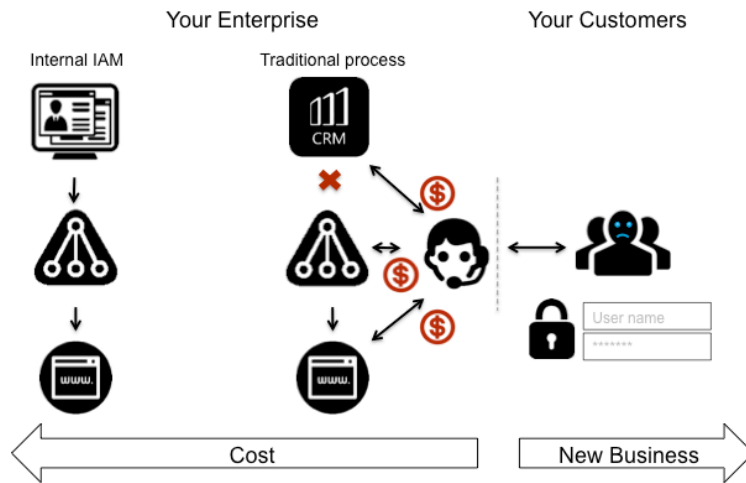 Your Enterprise
Your Customers
Internal IAM
Traditional process
CRM
$
$
$
User name
*******
www.
www.
Cost
New Business